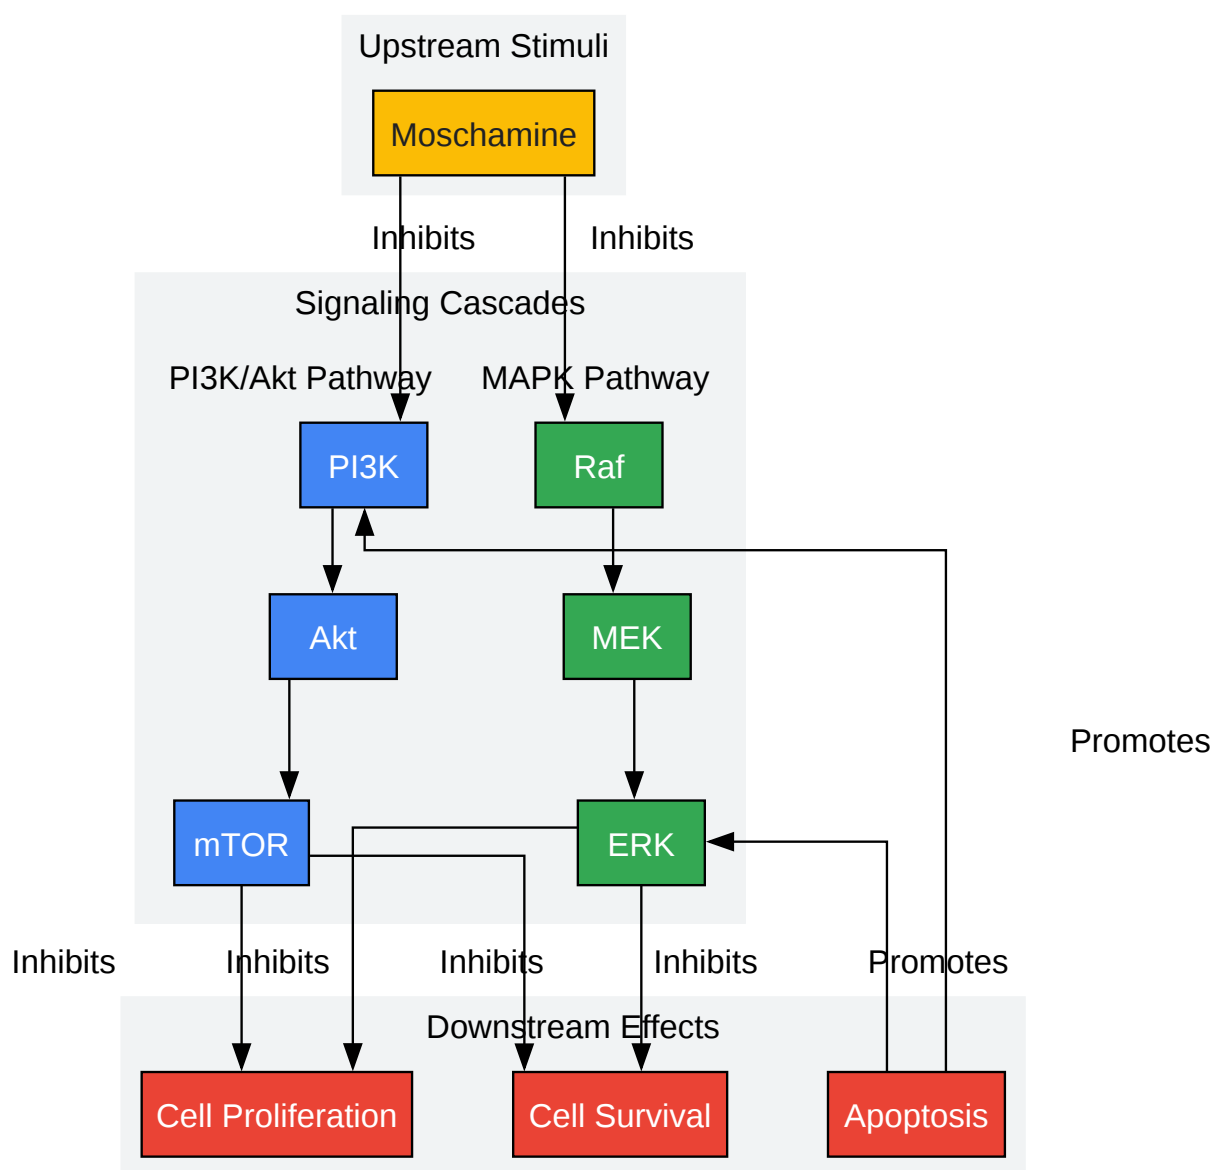 Upstream Stimuli
Moschamine
Inhibits
Inhibits
Signaling Cascades
PI3K/Akt Pathway
MAPK Pathway
PI3K
Raf
Akt
MEK
Promotes
mTOR
ERK
Inhibits
Inhibits
Inhibits
Inhibits
Promotes
Downstream Effects
Cell Proliferation
Cell Survival
Apoptosis